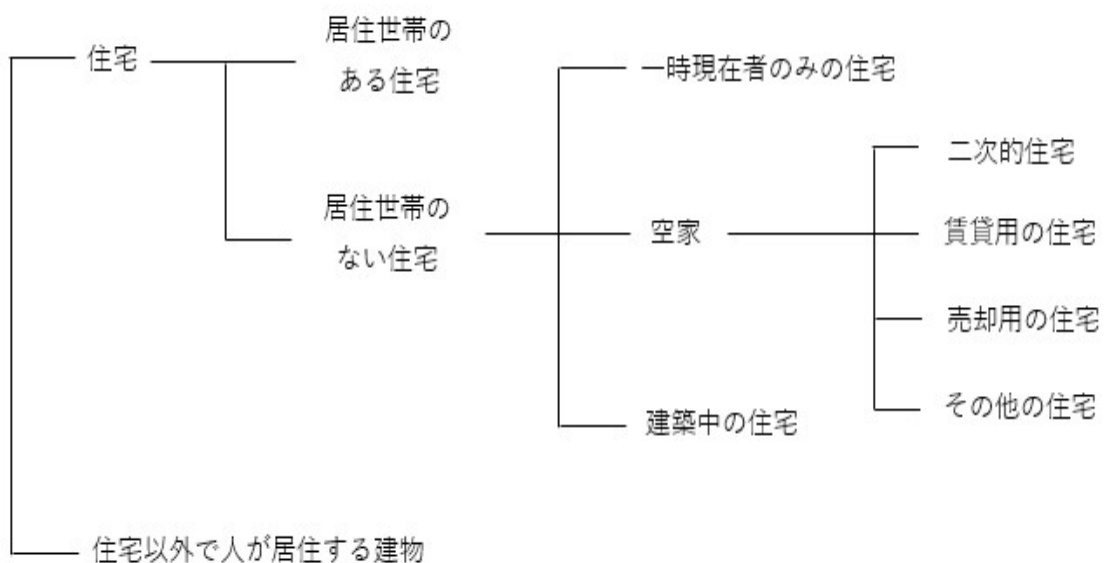 住宅
居住世帯の
ある住宅
一時現在者のみの住宅
二次的住宅
居住世帯の
ない住宅
空家
賃貸用の住宅
売却用の住宅
その他の住宅
建築中の住宅
住宅以外で人が居住する建物